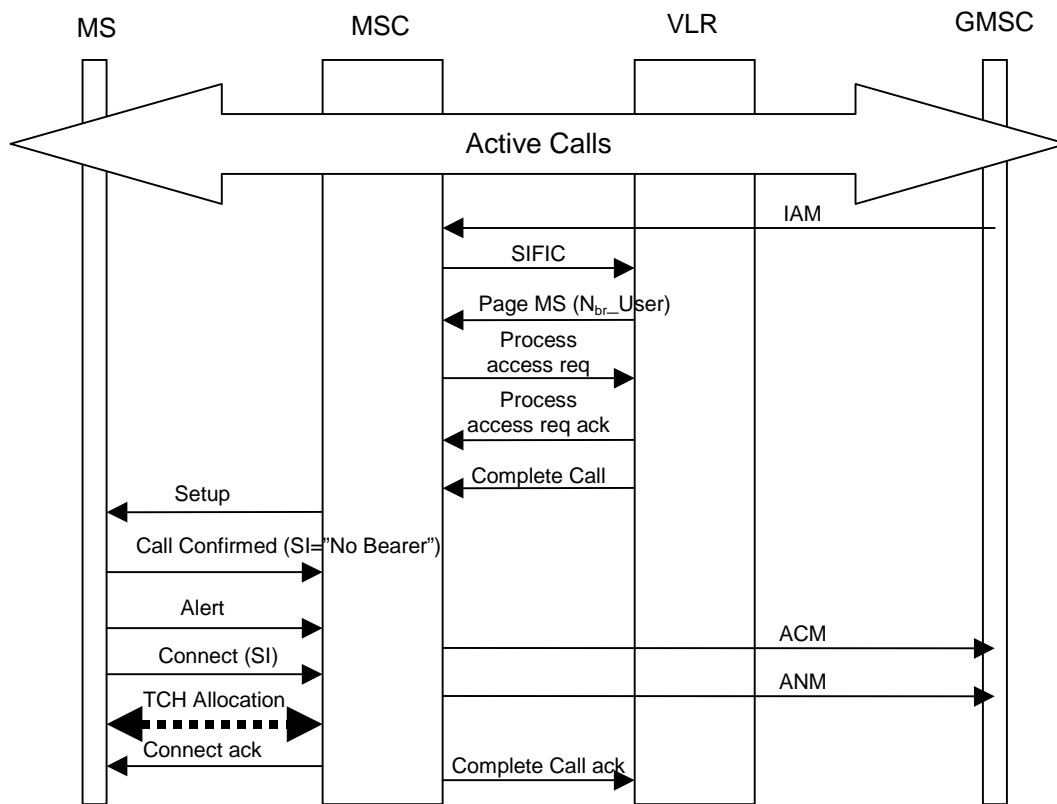 MS
MSC
VLR
GMSC
Active Calls
IAM
SIFIC
Page MS (Nbr_User)
Process
access req
Process
access req ack
Complete Call
Setup
Call Confirmed (SI=”No Bearer”)
Alert
ACM
Connect (SI)
ANM
TCH Allocation
Connect ack
Complete Call ack